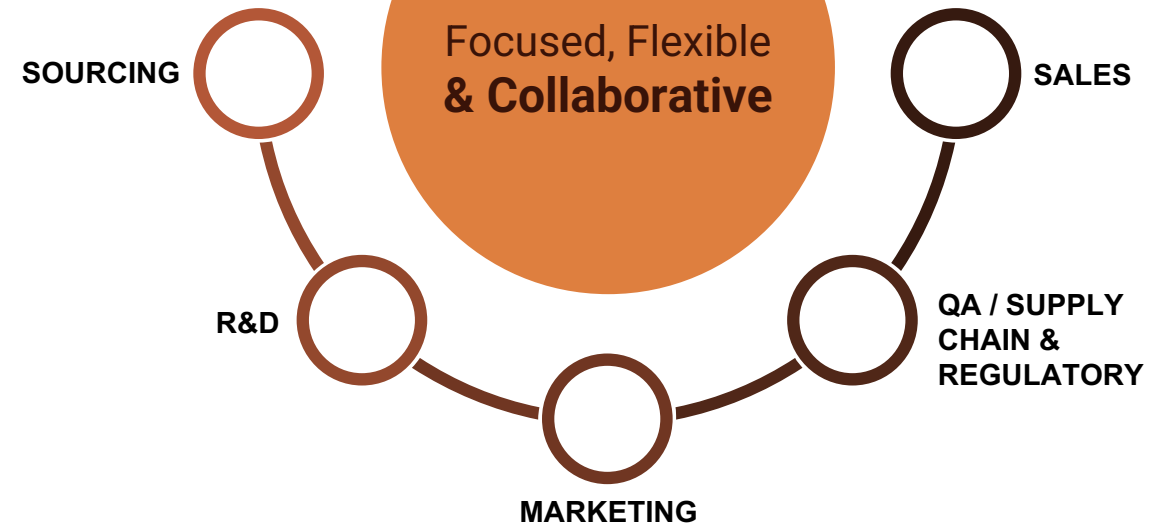 Focused, Flexible
& Collaborative
SOURCING
SALES
R&D
QA / SUPPLY
CHAIN &
REGULATORY
MARKETING